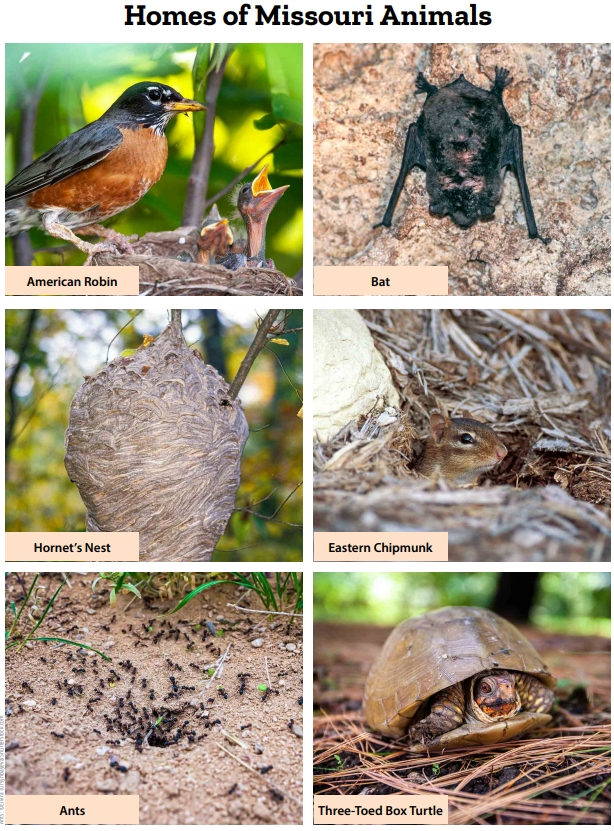 Homes of Missouri Animals
American Robin
Bat
Hornet's Nest
Eastern Chipmunk
Ants
Three-Toed Box Turtle